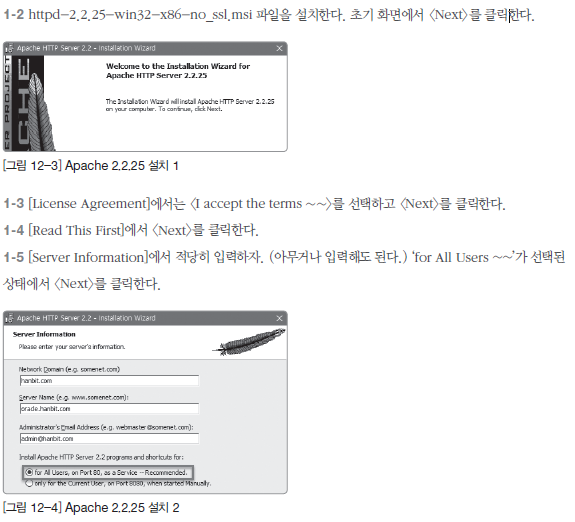 1-2 httpd-2.2.25-win32-x86-no_ssl.msi 파일을 설치한다. 초기 화면에서 〈Next〉를 클릭한다.
Apache HTTP Server 2.2.25 - Installation Wizard
Welcome to the Installation Wizard for
Apache HTTP Server 2.2.25
The Installation Wizard will install Apache HTTP Server 2.2.25
on your computer. To continue, click Next.
ER PROJECT
CHE
[그림 12-3] Apache 2.2.25 설치 1
1-3 [License Agreement]에서는 〈I accept the terms ~~〉를 선택하고 〈Next〉를 클릭한다.
1-4 [Read This First]에서 〈Next〉를 클릭한다.
1-5 [Server Information]에서 적당히 입력하자. (아무거나 입력해도 된다.) ‘for All Users ~~’가 선택된
상태에서 〈Next〉를 클릭한다.
Apache HTTP Server 2.2 - Installation Wizard
Server Information
Please enter your server's information.
Network Domain (e.g. somenet.com)
hanbit.com
Server Name (e.g. www.somenet.com):
orade.hanbit.com
Administrator's Email Address (e.g. webmaster@somenet.com):
admin@hanbit.com
Install Apache HTTP Server 2.2 programs and shortcuts for:
for All Users, on Port 80, as a Service -- Recommended.
only for the Current User, on Port 8080, when started Manually.
[그림 12-4] Apache 2.2.25 설치 2